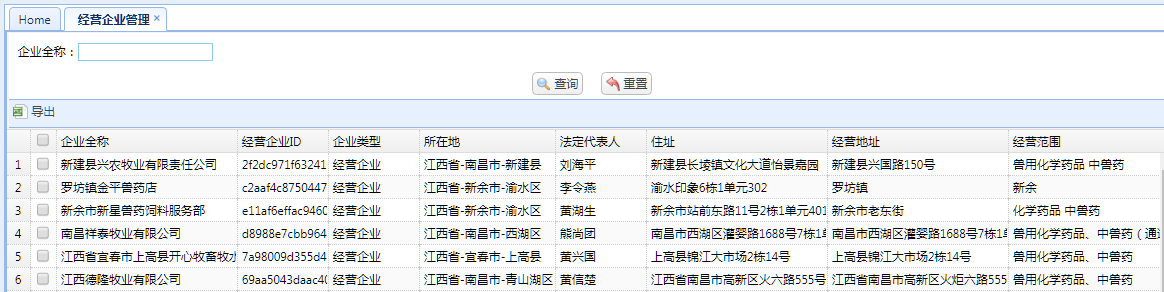 Home 经营企业管理 ×
企业全称：
查询 重置
导出
企业全称 经营企业ID 企业类型 所在地 法定代表人 住址 经营地址 经营范围
1 新建县兴农牧业有限责任公司 2f2dc971f63241 经营企业 江西省-南昌市-新建县 刘海平 新建县长堎镇文化大道怡景嘉园 新建县兴国路150号 兽用化学药品 中兽药
2 罗坊镇金平兽药店 c2aaf4c8750447 经营企业 江西省-新余市-渝水区 李令燕 渝水印象6栋1单元302 罗坊镇 新余
3 新余市新星兽药饲料服务部 e11af6effac9460 经营企业 江西省-新余市-渝水区 黄湖生 新余市站前东路11号2栋1单元401 新余市老东街 化学药品 中兽药
4 南昌祥泰牧业有限公司 d8988e7cbb964 经营企业 江西省-南昌市-西湖区 熊尚团 南昌市西湖区灌婴路1688号7栋1单 南昌市西湖区灌婴路1688号7栋1单 兽用化学药品、中兽药（通过
5 江西省宜春市上高县开心牧畜牧水 7a98009d355d4 经营企业 江西省-宜春市-上高县 黄兴国 上高县锦江大市场2栋14号 上高县锦江大市场2栋14号 兽用化学药品、中兽药
6 江西德隆牧业有限公司 69aa5043daac40 经营企业 江西省-南昌市-青山湖区 黄信楚 江西省南昌市高新区火六路555号 江西省南昌市高新区火炬六路555 兽用化学药品、中兽药